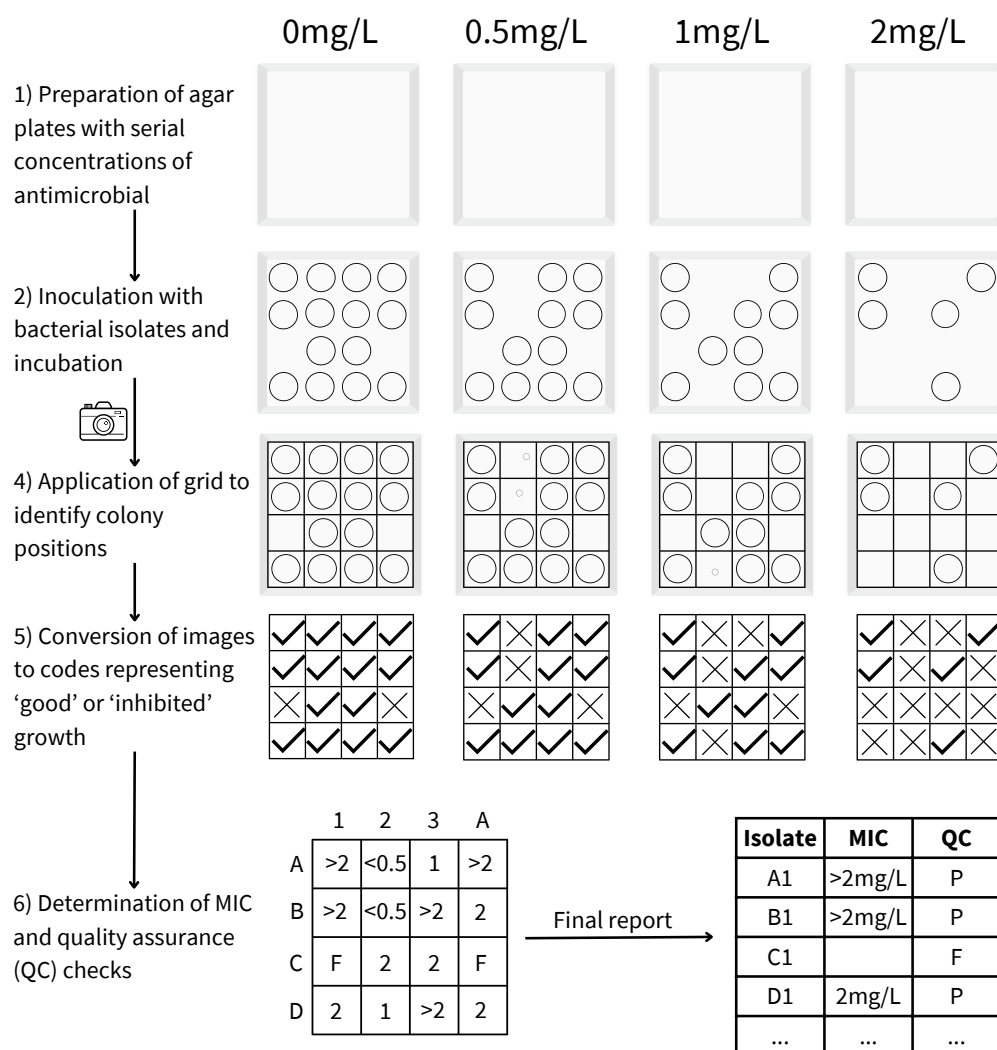 0mg/L 0.5mg/L 1mg/L 2mg/L
1) Preparation of agar
plates with serial
concentrations of
antimicrobial
2) Inoculation with
bacterial isolates and
incubation
4) Application of grid to
identify colony
positions
5) Conversion of images
to codes representing
‘good’ or ‘inhibited’
growth
6) Determination of MIC
and quality assurance
(QC) checks
1 2 3 A
A >2 <0.5 1 >2
B >2 <0.5 >2 2
C F 2 2 F
D 2 1 >2 2
Final report
Isolate MIC QC
A1 >2mg/L P
B1 >2mg/L P
C1 F
D1 2mg/L P
... ... ...